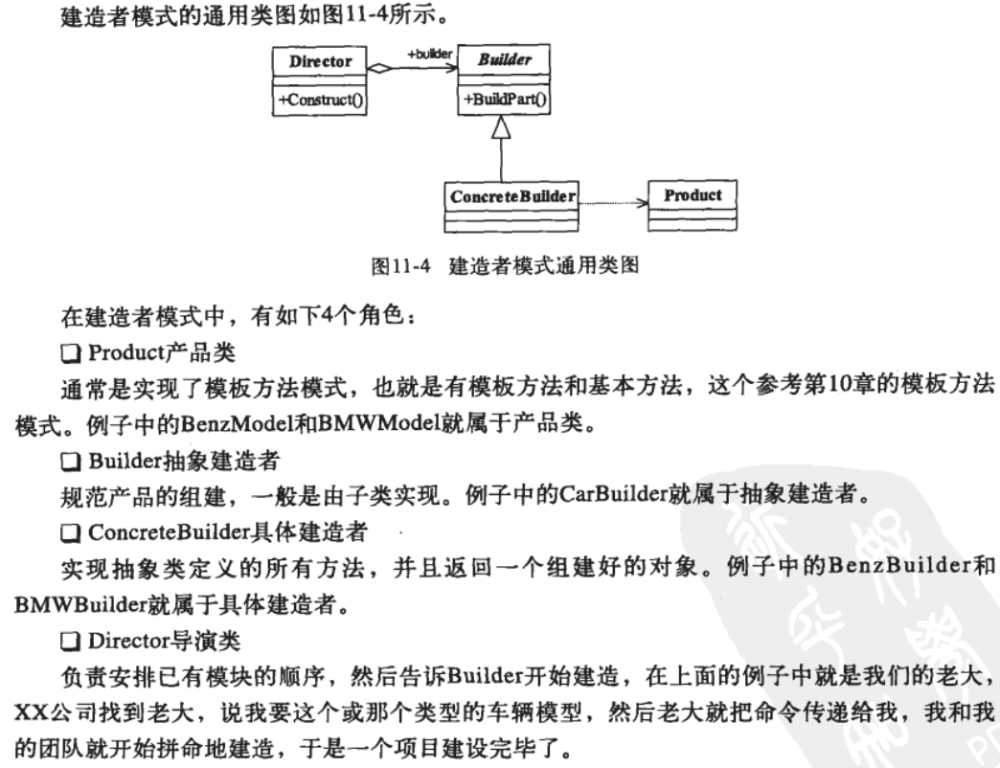 建造者模式的通用类图如图11-4所示。
Director
+builder
Builder
+Construct()
+BuildPart()
ConcreteBuilder
Product
图11-4 建造者模式通用类图
在建造者模式中，有如下4个角色：
❑ Product产品类
通常是实现了模板方法模式，也就是有模板方法和基本方法，这个参考第10章的模板方法
模式。例子中的BenzModel和BMWModel就属于产品类。
❑ Builder抽象建造者
规范产品的组建，一般是由子类实现。例子中的CarBuilder就属于抽象建造者。
❑ ConcreteBuilder具体建造者
实现抽象类定义的所有方法，并且返回一个组建好的对象。例子中的BenzBuilder和
BMWBuilder就属于具体建造者。
❑ Director导演类
负责安排已有模块的顺序，然后告诉Builder开始建造，在上面的例子中就是我们的老大，
XX公司找到老大，说我要这个或那个类型的车辆模型，然后老大就把命令传递给我，我和我
的团队就开始拼命地建造，于是一个项目建设完毕了。